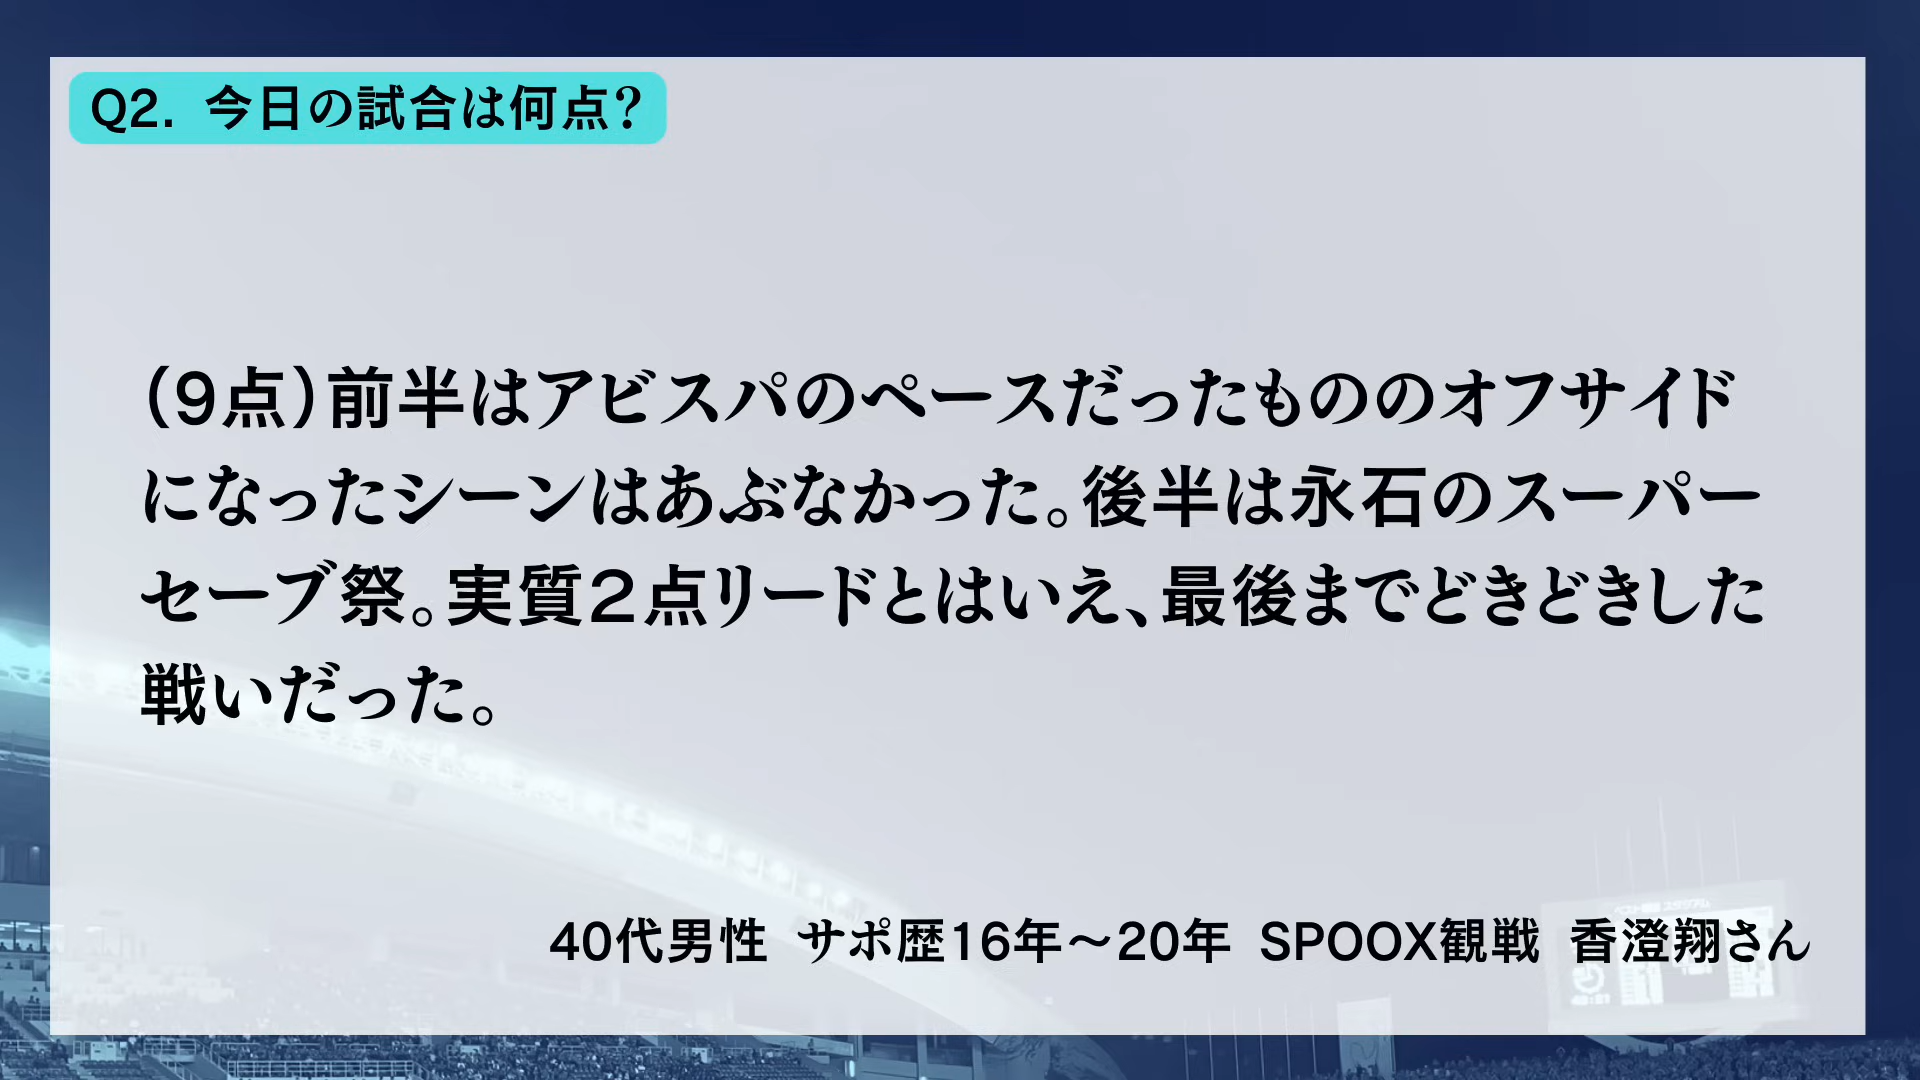 Q2. 今日の試合は何点？
（９点）前半はアビスパのペースだったもののオフサイド
になったシーンはあぶなかった。後半は永石のスーパー
セーブ祭。実質２点リードとはいえ、最後までどきどきした
戦いだった。
40代男性 サポ歴16年～20年 SPOOX観戦 香澄翔さん